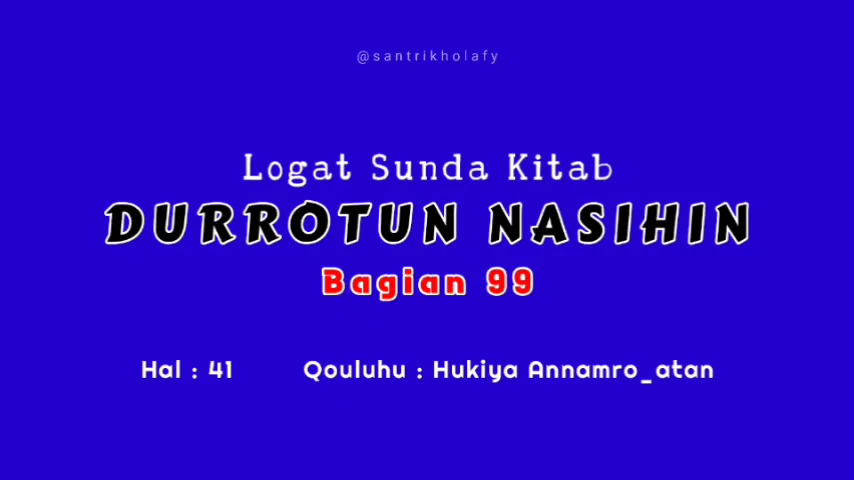 @santrikholafy
Logat Sunda Kitab
DURROTUN NASIHIN
Bagian 99
Hal : 41 Qouluhu : Hukiya Annamro_atan